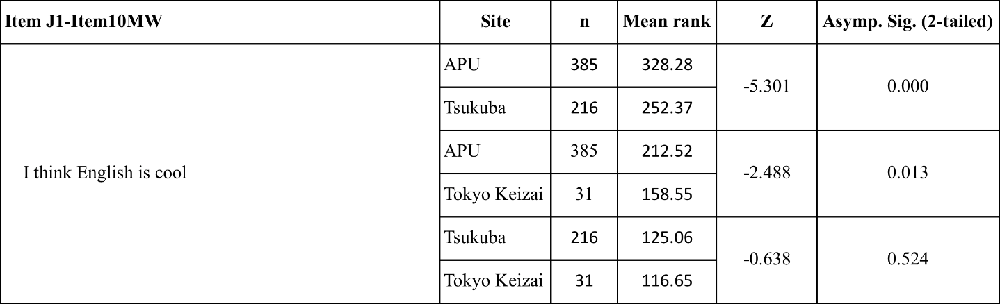 Item J1-Item10MW Site n Mean rank Z Asymp. Sig. (2-tailed)
APU 385 328.28
-5.301 0.000
Tsukuba 216 252.37
APU 385 212.52
I think English is cool -2.488 0.013
Tokyo Keizai 31 158.55
Tsukuba 216 125.06
-0.638 0.524
Tokyo Keizai 31 116.65